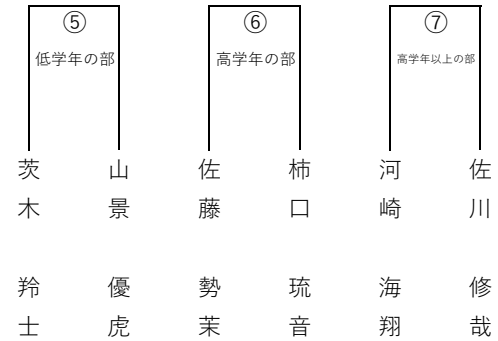 ⑤
低学年の部
茨木 羚士
山景 優虎
⑥
高学年の部
佐藤 勢茉
柿口 琉音
⑦
高学年以上の部
河崎 海翔
佐川 修哉